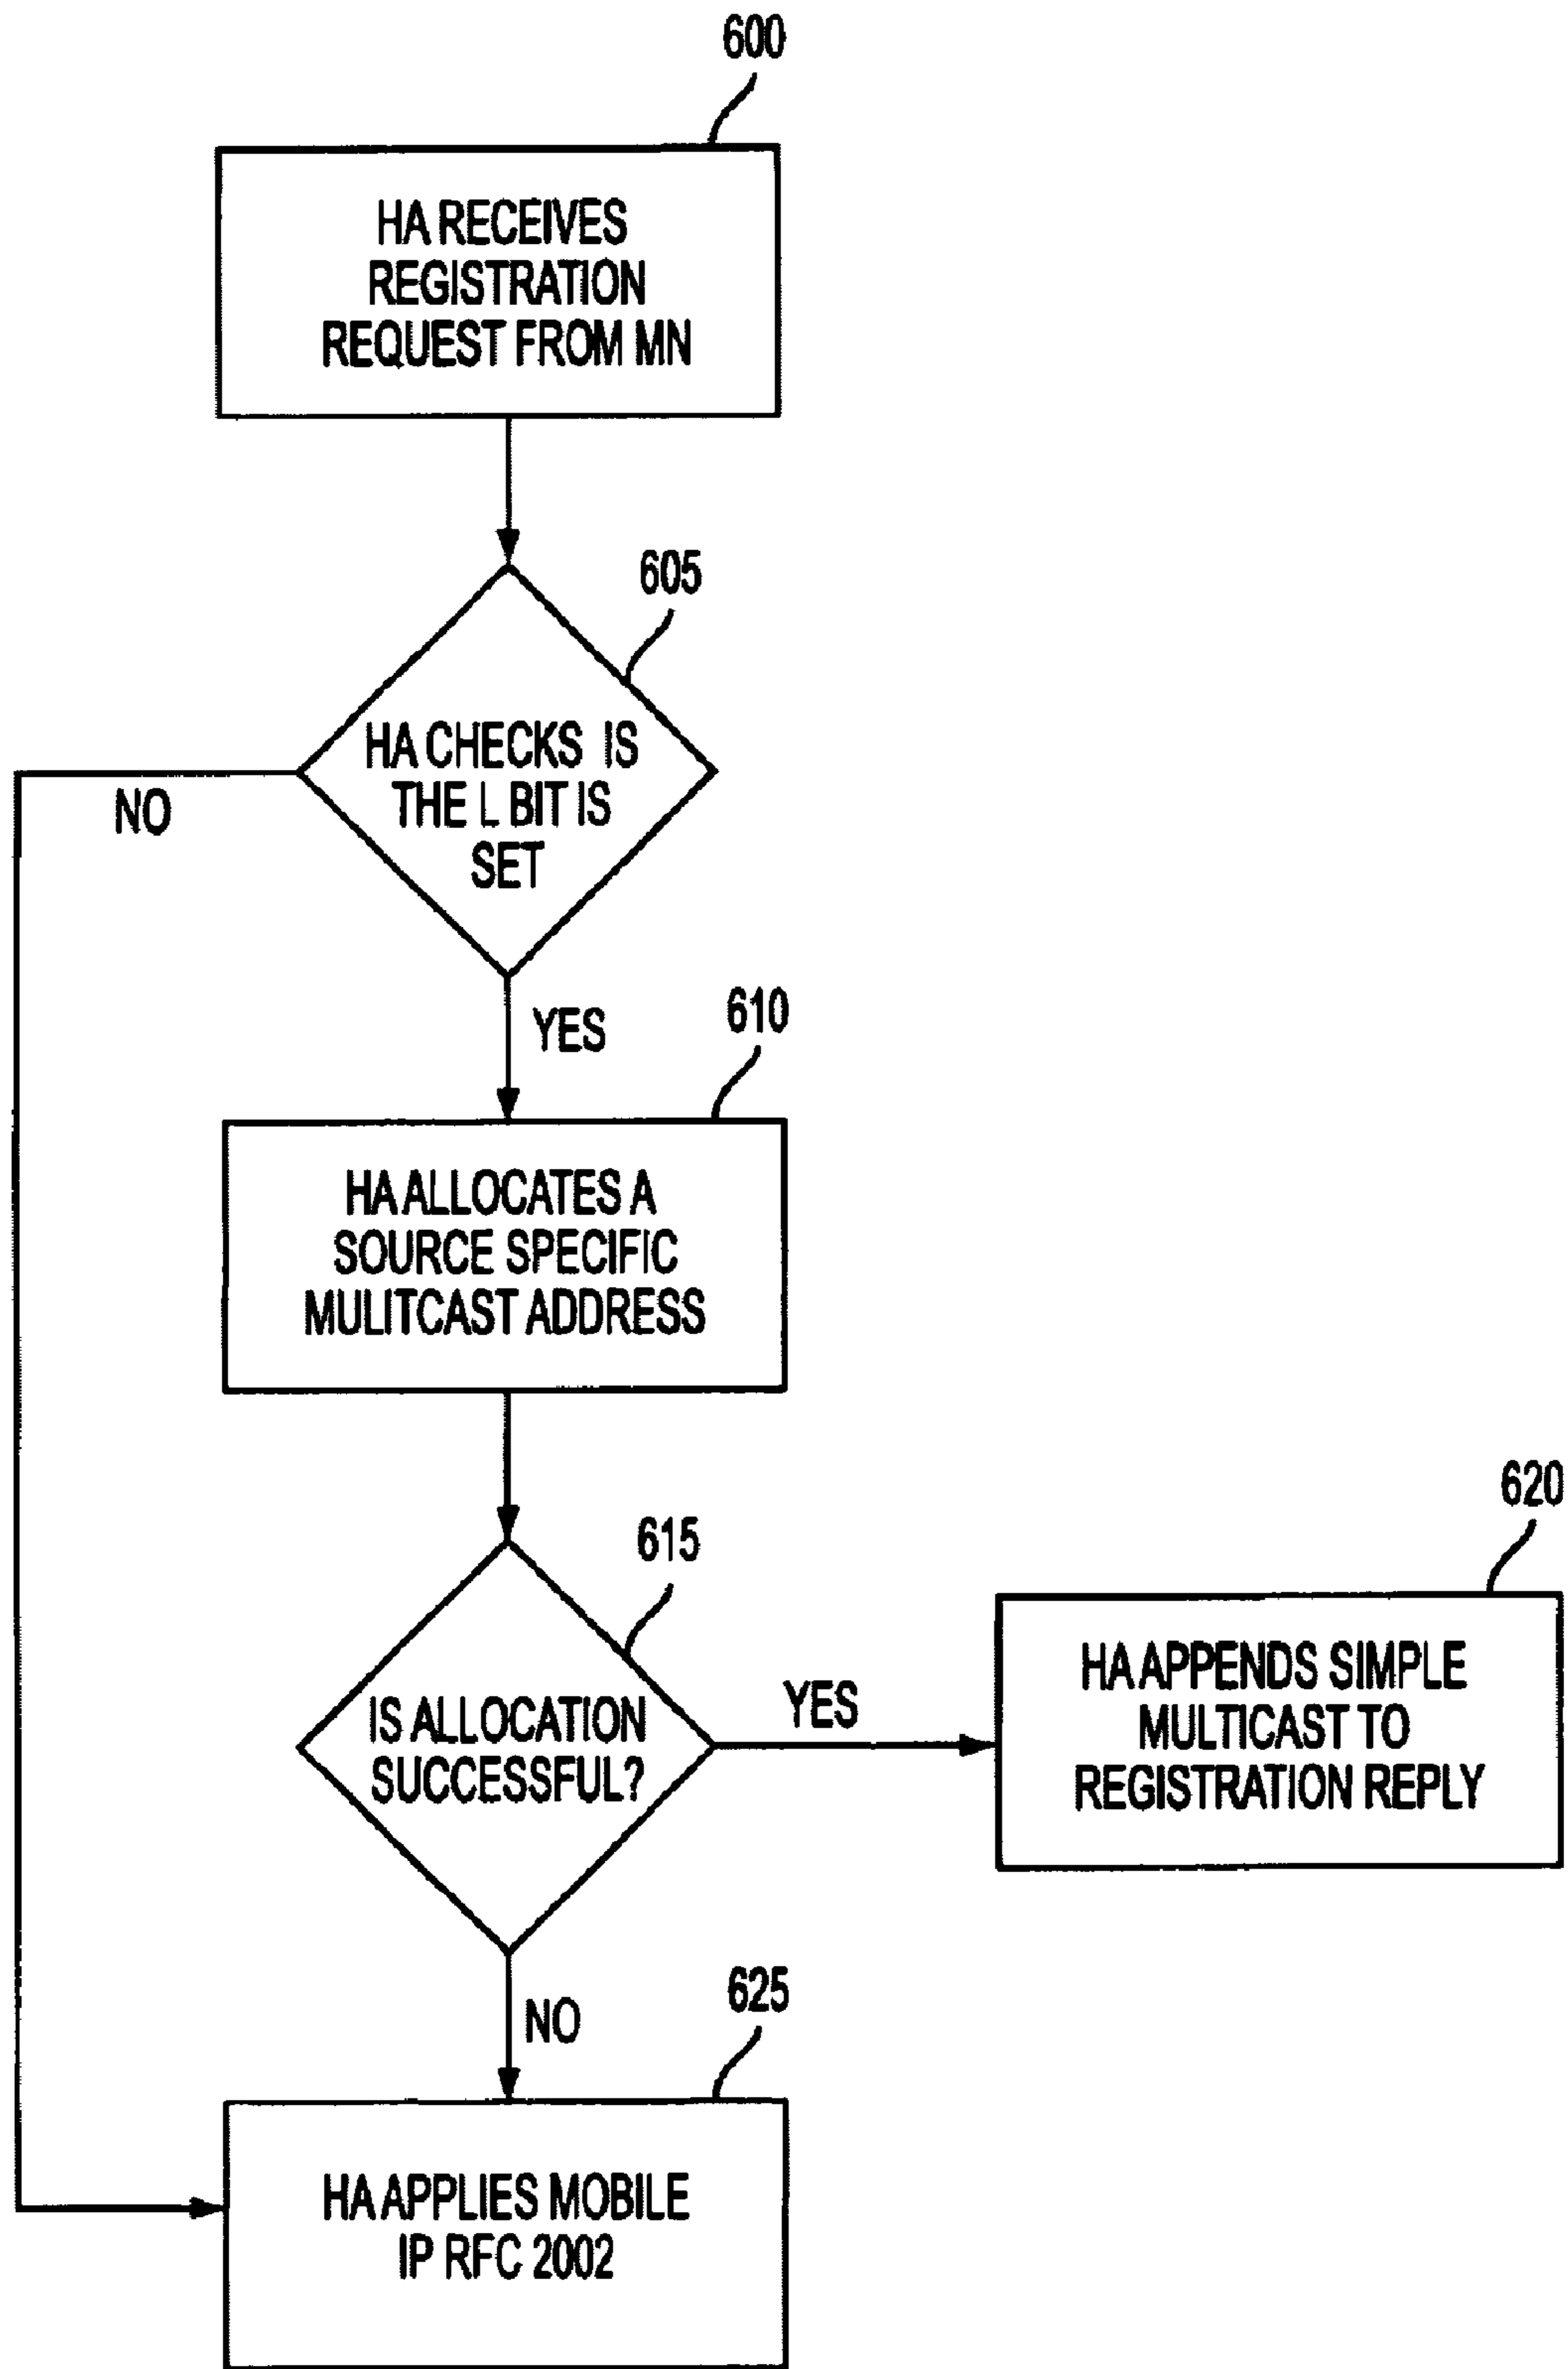 600
HA RECEIVES
REGISTRATION
REQUEST FROM MN
605
HA CHECKS IS
THE L BIT IS
SET
NO
YES
610
HA ALLOCATES A
SOURCE SPECIFIC
MULITCAST ADDRESS
615
IS ALLOCATION
SUCCESSFUL?
YES
620
HA APPENDS SIMPLE
MULTICAST TO
REGISTRATION REPLY
NO
625
HA APPLIES MOBILE
IP RFC 2002